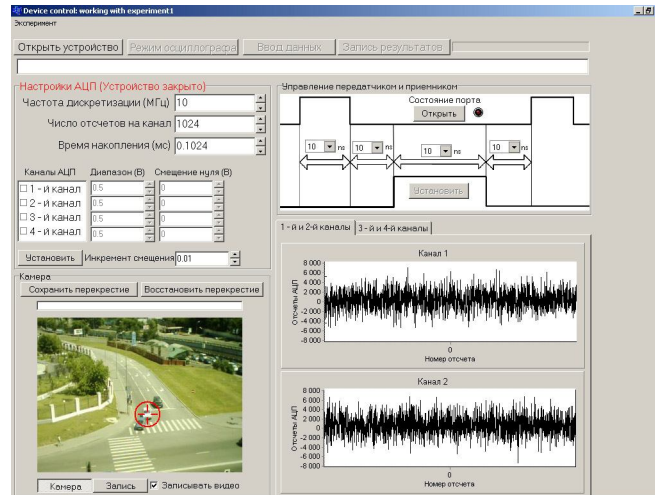 Device control: working with experiment1
Эксперимент
Открыть устройство Режим осциллографа Ввод данных Запись результатов
Настройки АЦП (Устройство закрыто)
Частота дискретизации (МГц) 10
Число отсчетов на канал 1024
Время накопления (мс) 0.1024
Каналы АЦП Диапазон (В) Смещение нуля (В)
1 - й канал 0.5 0
2 - й канал 0.5 0
3 - й канал 0.5 0
4 - й канал 0.5 0
Установить Инкремент смещения 0.01
Камера
Сохранить перекрестие Восстановить перекрестие
Камера Запись Записывать видео
Управление передатчиком и приемником
Состояние порта
Открыть
10 ns 10 ns 10 ns 10 ns
Установить
1 - й и 2-й каналы 3 - й и 4-й каналы
Канал 1
Отсчеты АЦП
8 000
6 000
4 000
2 000
0
-2 000
-4 000
-6 000
-8 000
0
Номер отсчета
Канал 2
Отсчеты АЦП
8 000
6 000
4 000
2 000
0
-2 000
-4 000
-6 000
-8 000
0
Номер отсчета